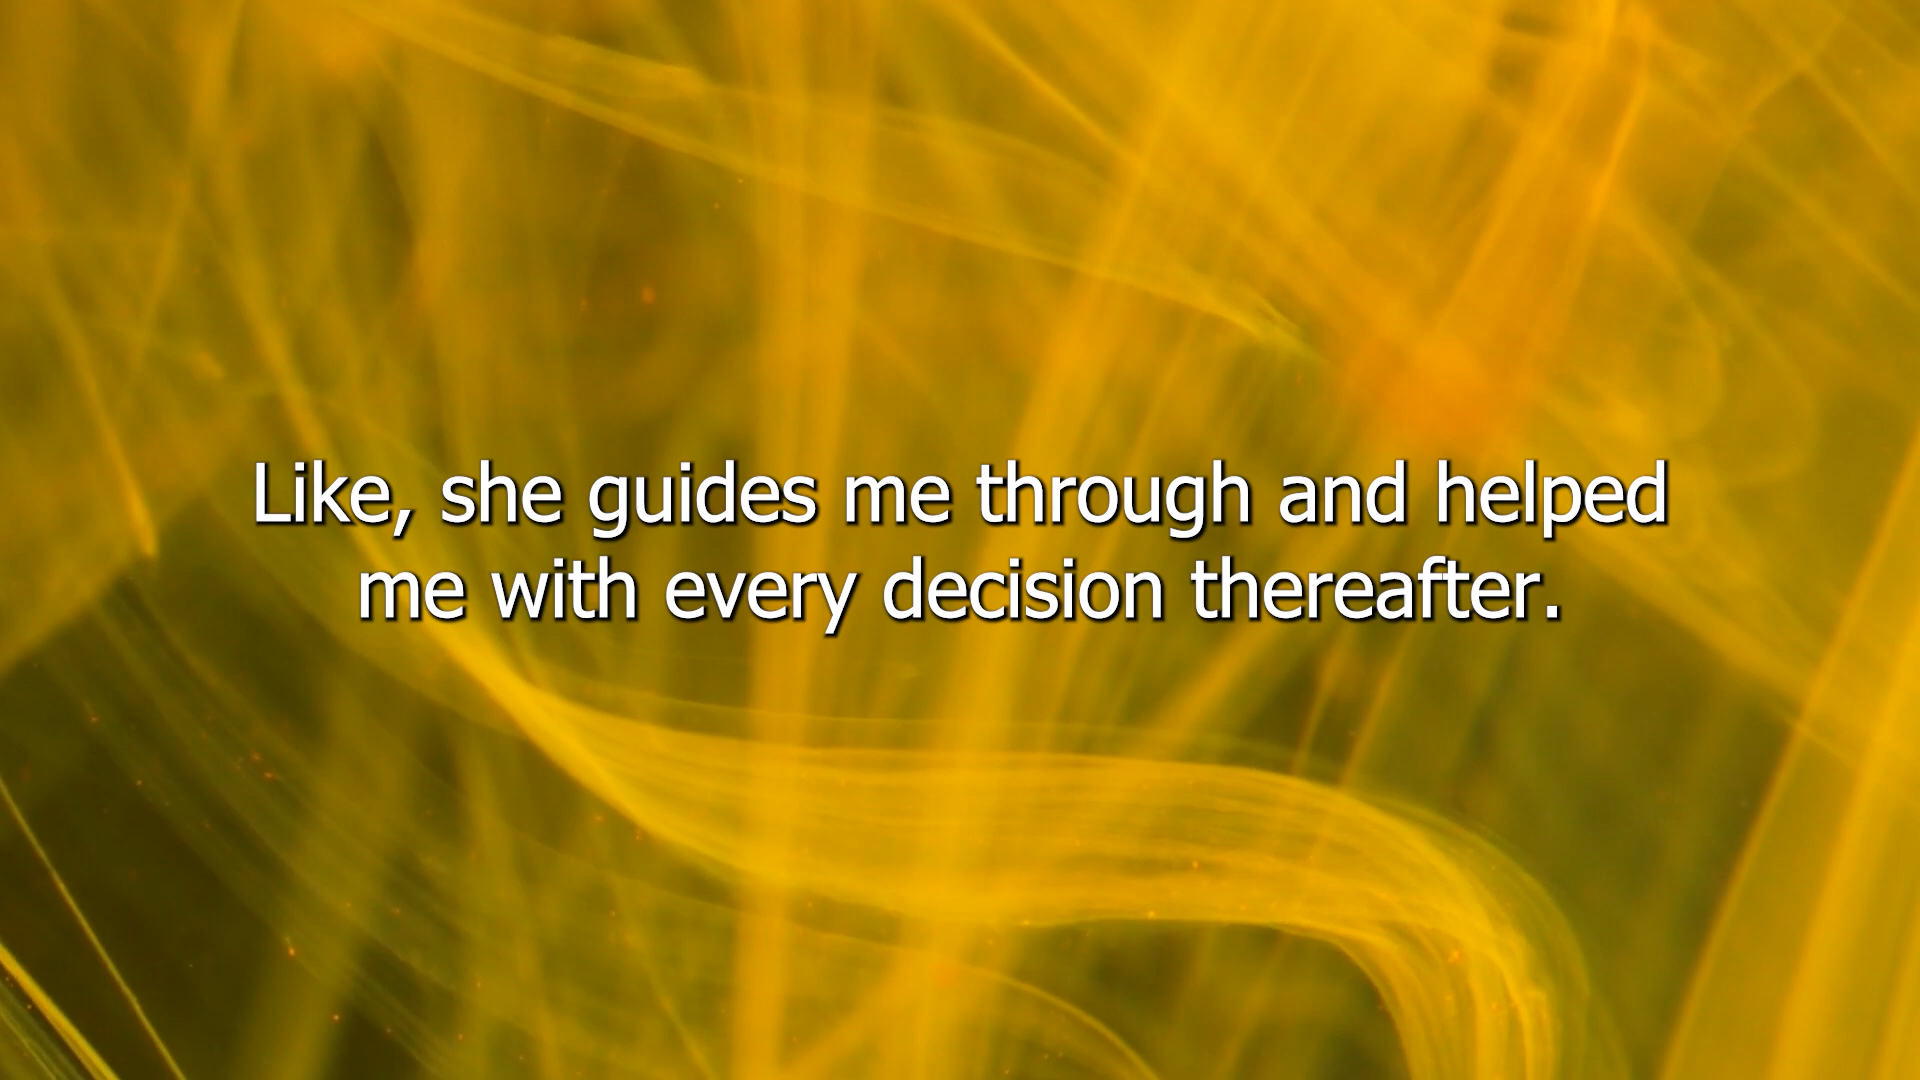 Like, she guides me through and helped
me with every decision thereafter.